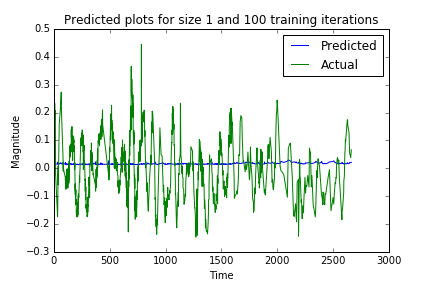 Predicted plots for size 1 and 100 training iterations
Predicted
Actual
Magnitude
0.5
0.4
0.3
0.2
0.1
0.0
−0.1
−0.2
−0.3
0 500 1000 1500 2000 2500 3000
Time